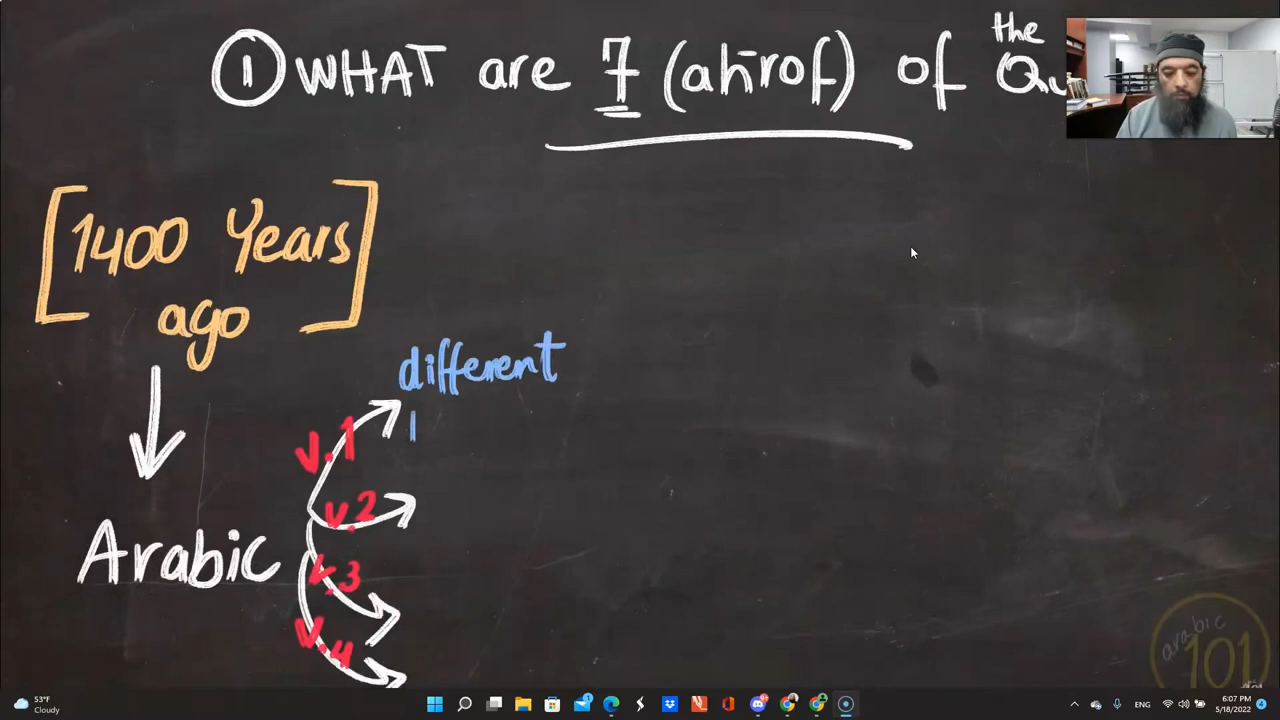 ① WHAT are 7 (aḥrof) of the Qu
[1400 Years
ago]
different
v.1
v.2
v.3
Arabic
v.4
arabic
101
53°F
Cloudy
ENG
6:07 PM
5/18/2022